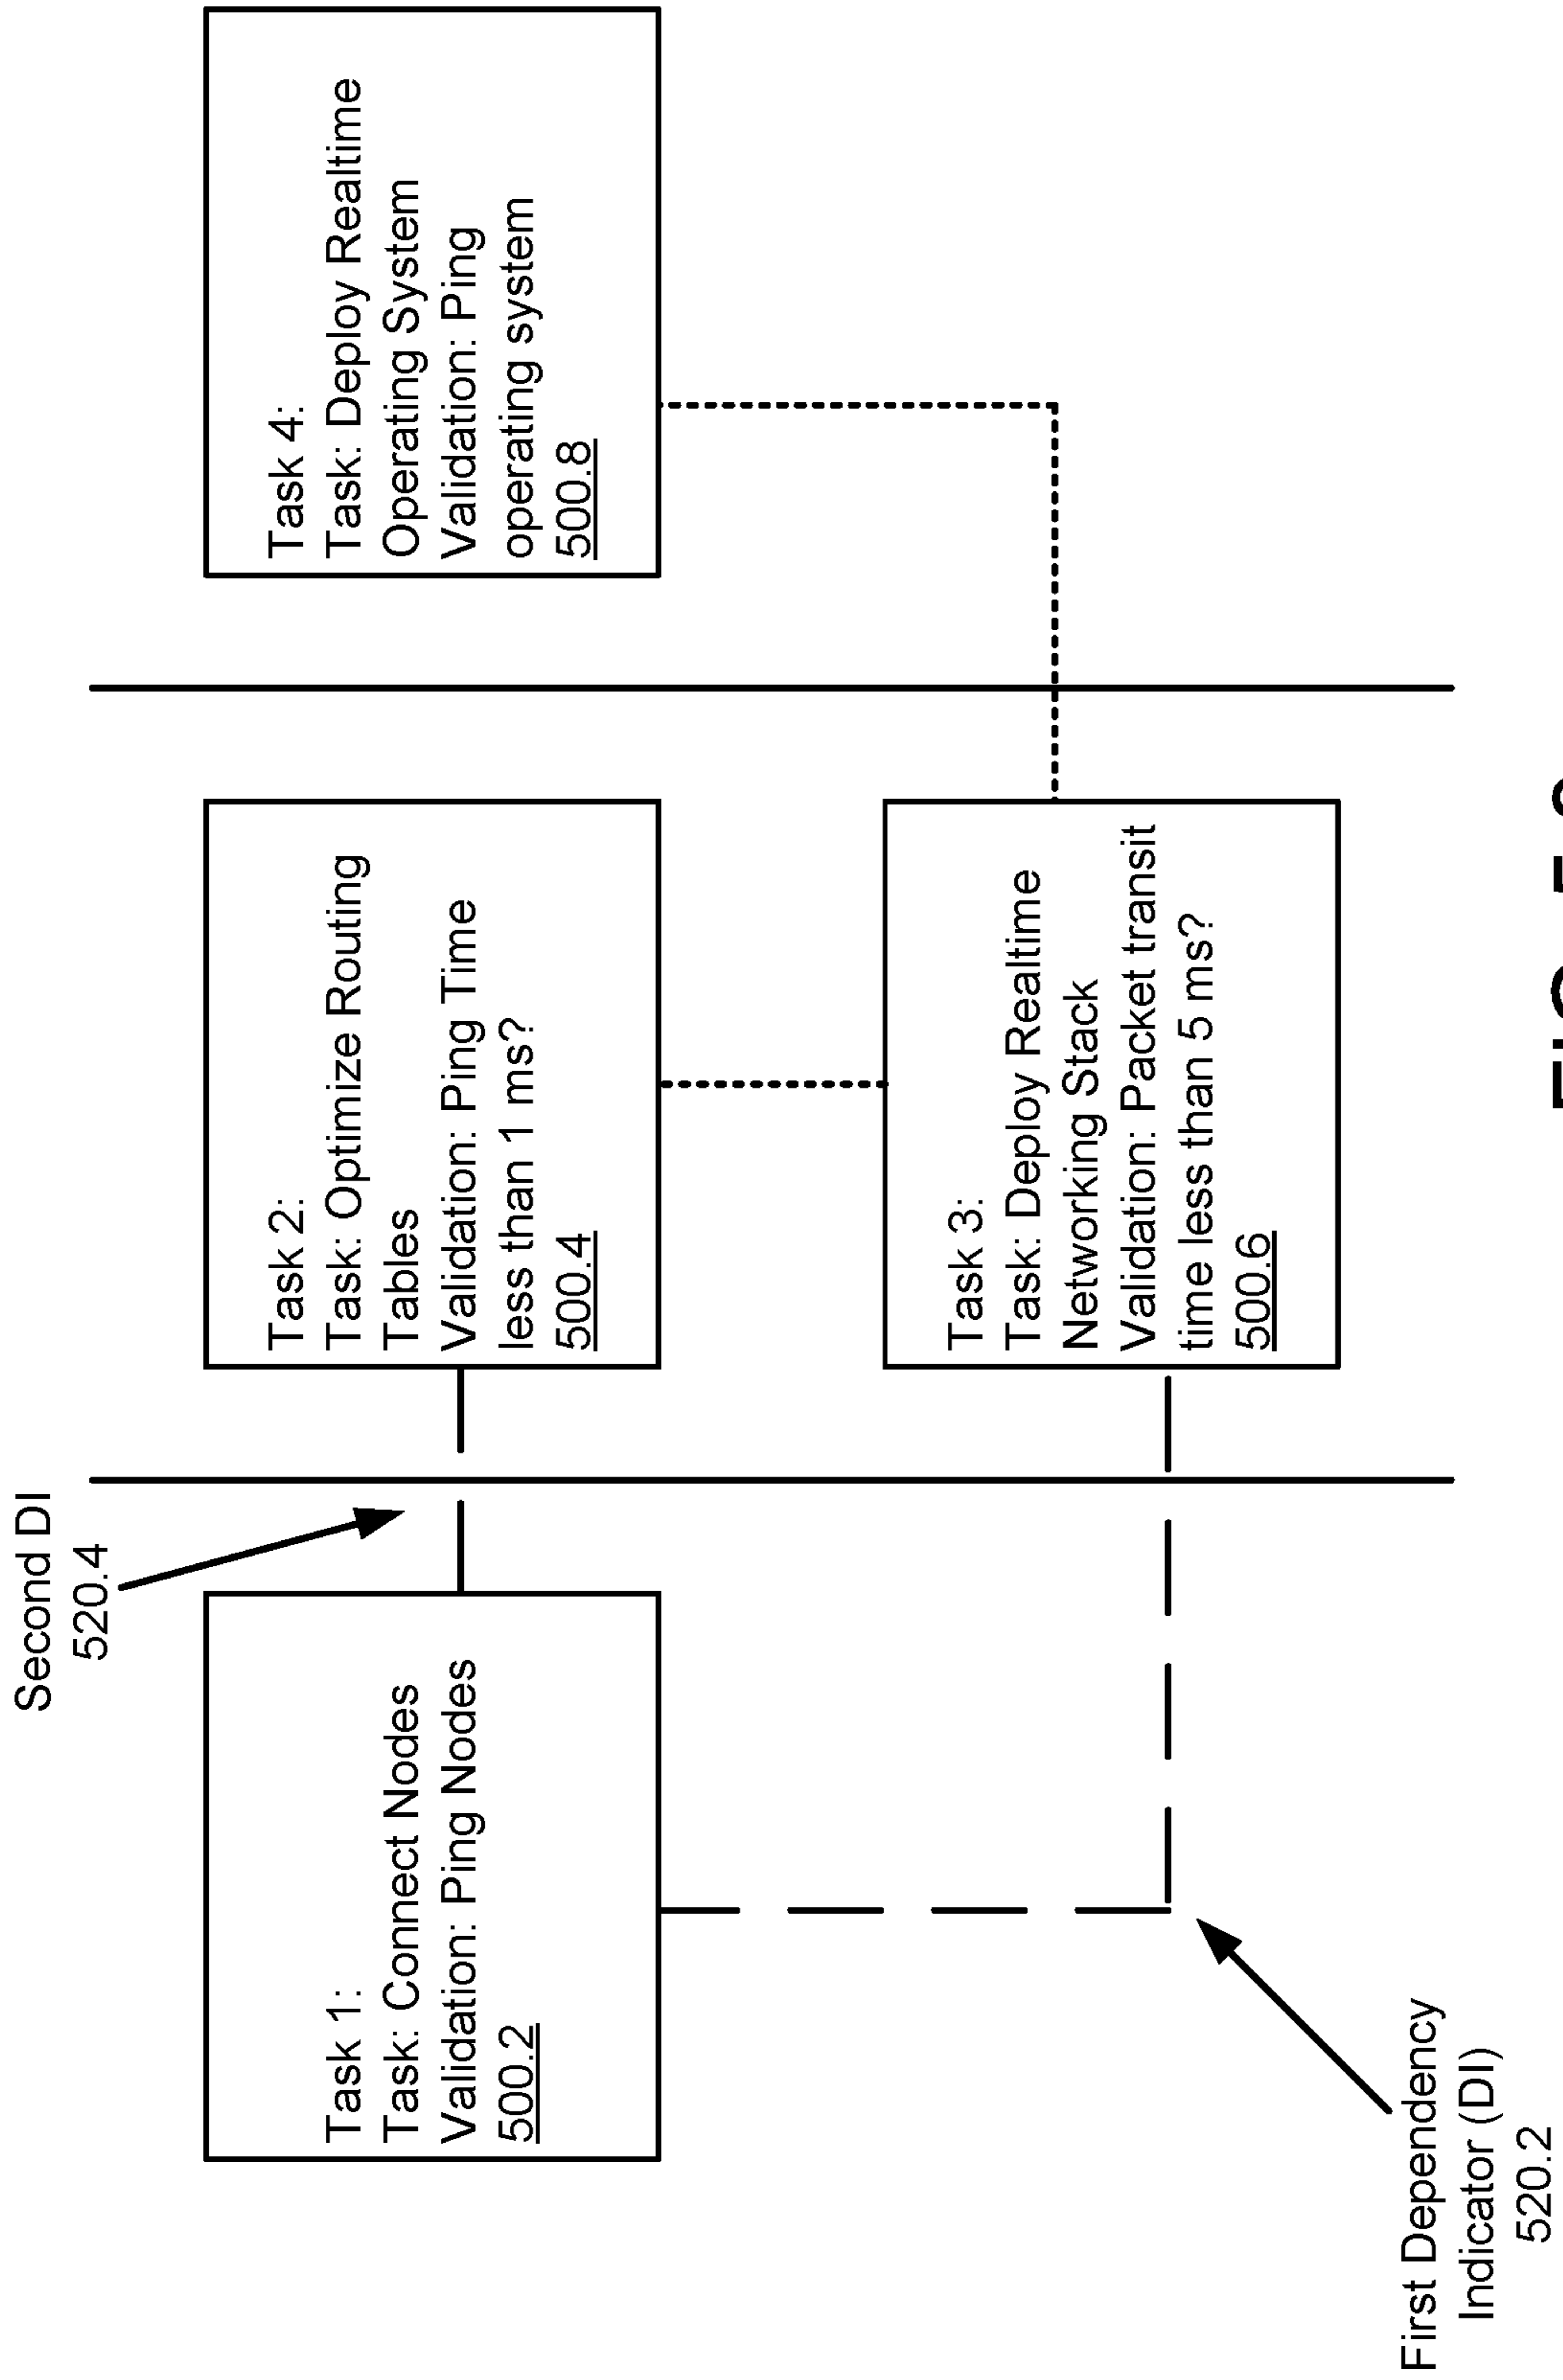 Second DI
520.4
Task 1:
Task: Connect Nodes
Validation: Ping Nodes
500.2
Task 2:
Task: Optimize Routing
Tables
Validation: Ping Time
less than 1 ms?
500.4
Task 4:
Task: Deploy Realtime
Operating System
Validation: Ping
operating system
500.8
Task 3:
Task: Deploy Realtime
Networking Stack
Validation: Packet transit
time less than 5 ms?
500.6
First Dependency
Indicator (DI)
520.2